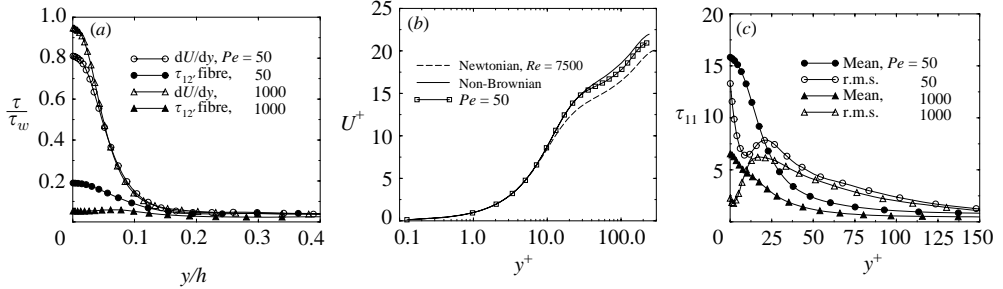 (a)
1.0
0.8
0.6
0.4
0.2
0
τ
τw
dU/dy, Pe = 50
τ12, fibre, 50
dU/dy, 1000
τ12, fibre, 1000
0.1
0.2
0.3
0.4
y/h
(b)
25
20
15
10
5
0
U+
Newtonian, Re = 7500
Non-Brownian
Pe = 50
0.1
1.0
10.0
100.0
y+
(c)
20
15
10
5
0
τ11
Mean, Pe = 50
r.m.s. 50
Mean, 1000
r.m.s. 1000
25
50
75
100
125
150
y+